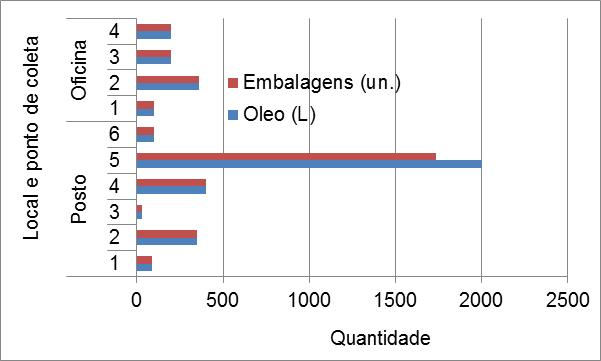 Local e ponto de coleta
Oficina
4
3
2
1
Posto
6
5
4
3
2
1
Embalagens (un.)
Oleo (L)
0 500 1000 1500 2000 2500
Quantidade